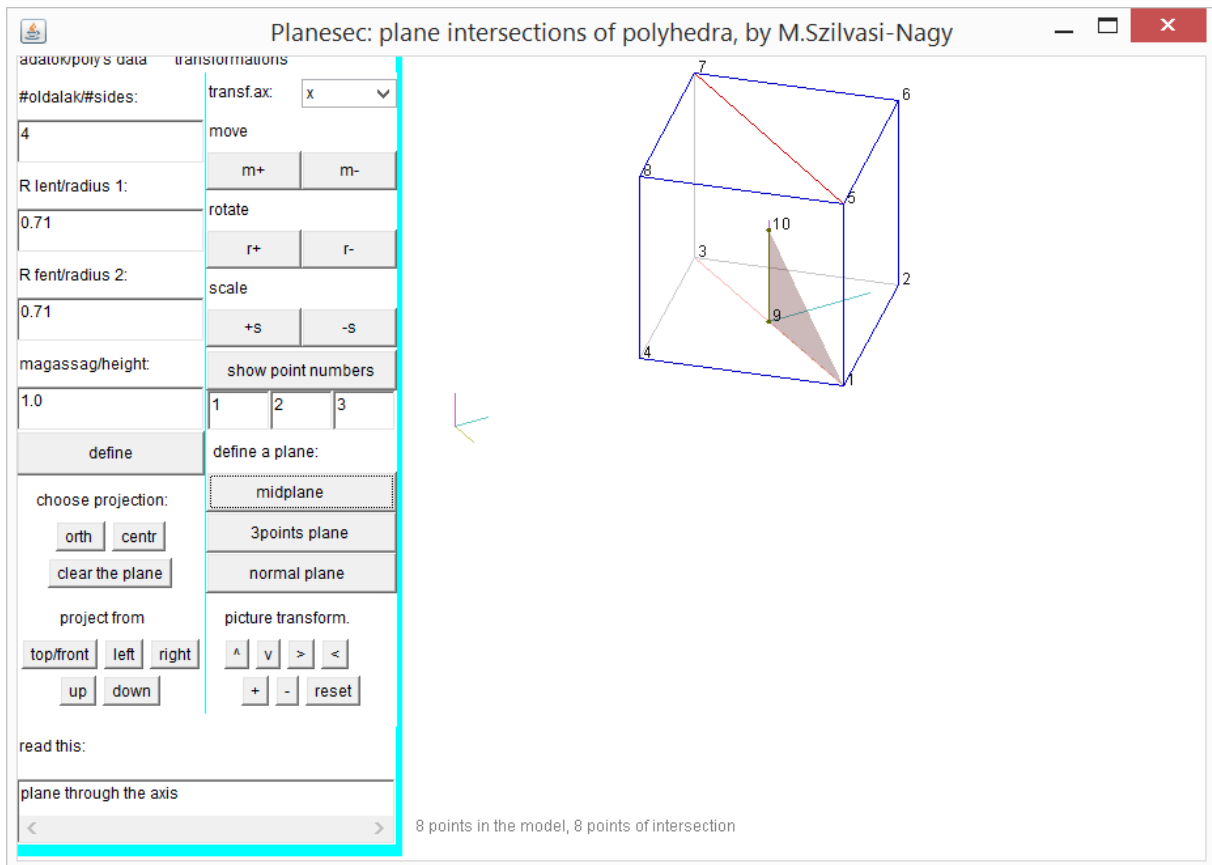 Planesec: plane intersections of polyhedra, by M.Szilvasi-Nagy
adatok/poly's data transformations
#oldalak/#sides:
4
R lent/radius 1:
0.71
R fent/radius 2:
0.71
magassag/height:
1.0
define
choose projection:
orth centr
clear the plane
project from
top/front left right
up down
transf.ax: x
move
m+ m-
rotate
r+ r-
scale
+s -s
show point numbers
1 2 3
define a plane:
midplane
3points plane
normal plane
picture transform.
^ v > <
+ - reset
read this:
plane through the axis
7
6
8
5
10
3
2
9
4
1
8 points in the model, 8 points of intersection